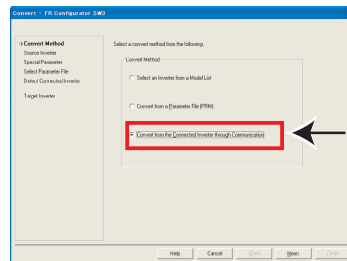 Convert - FR Configurator SW3
->Convert Method
Source Inverter
Special Parameter
Select Parameter File
Detect Connected Inverter
Target Inverter
Select a convert method from the following.
Convert Method
Select an Inverter from a Model List
Convert from a Parameter File (PRM)
Convert from the Connected Inverter through Communication
Help
Cancel
<Back
Next>
Finish